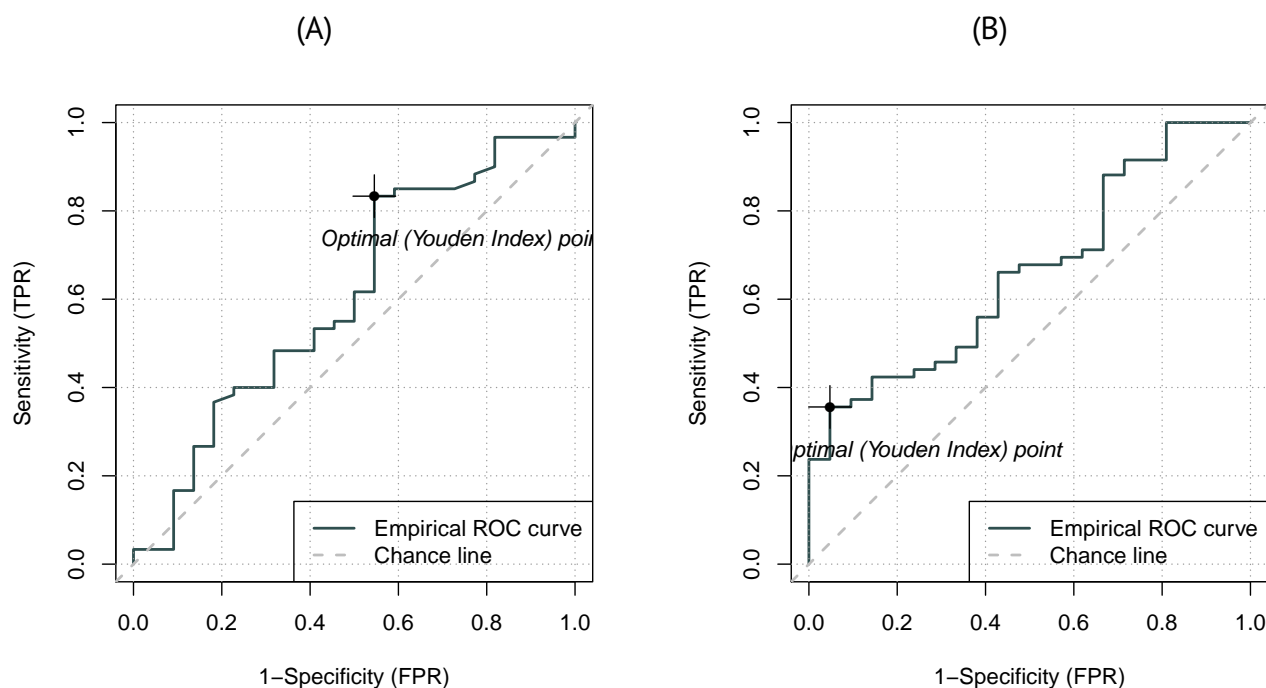 (A)
1.0
0.8
0.6
0.4
0.2
0.0
Sensitivity (TPR)
Optimal (Youden Index) poi
Empirical ROC curve
Chance line
0.0 0.2 0.4 0.6 0.8 1.0
1−Specificity (FPR)
(B)
1.0
0.8
0.6
0.4
0.2
0.0
Sensitivity (TPR)
ptimal (Youden Index) point
Empirical ROC curve
Chance line
0.0 0.2 0.4 0.6 0.8 1.0
1−Specificity (FPR)